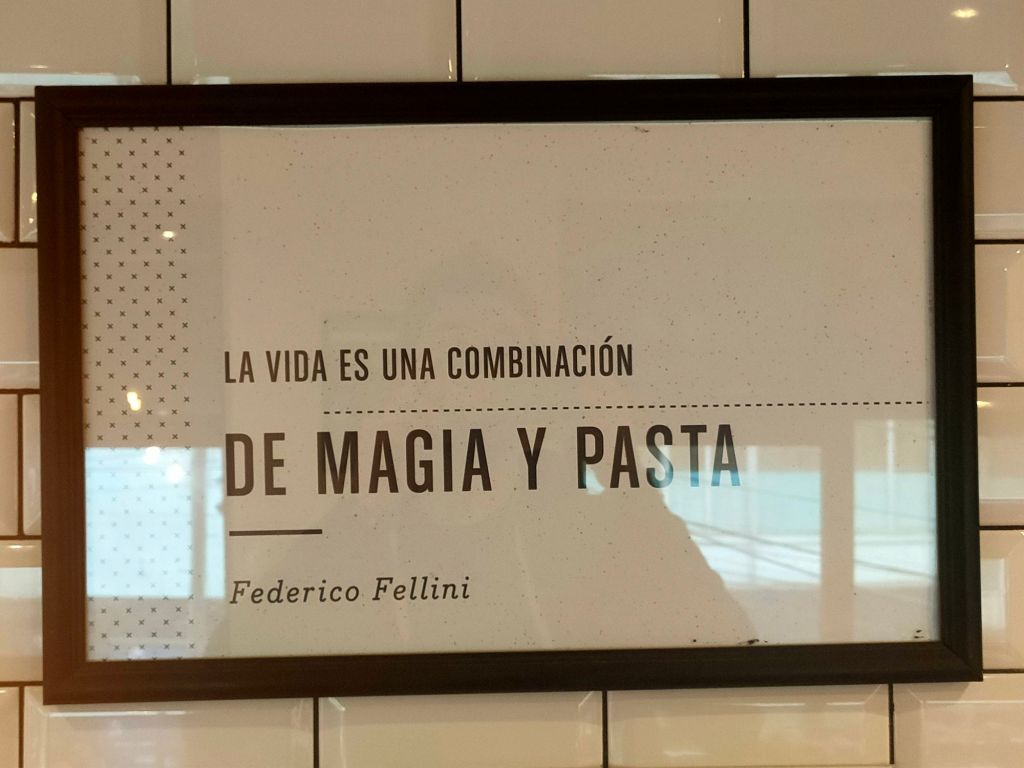 LA VIDA ES UNA COMBINACIÓN
DE MAGIA Y PASTA
Federico Fellini